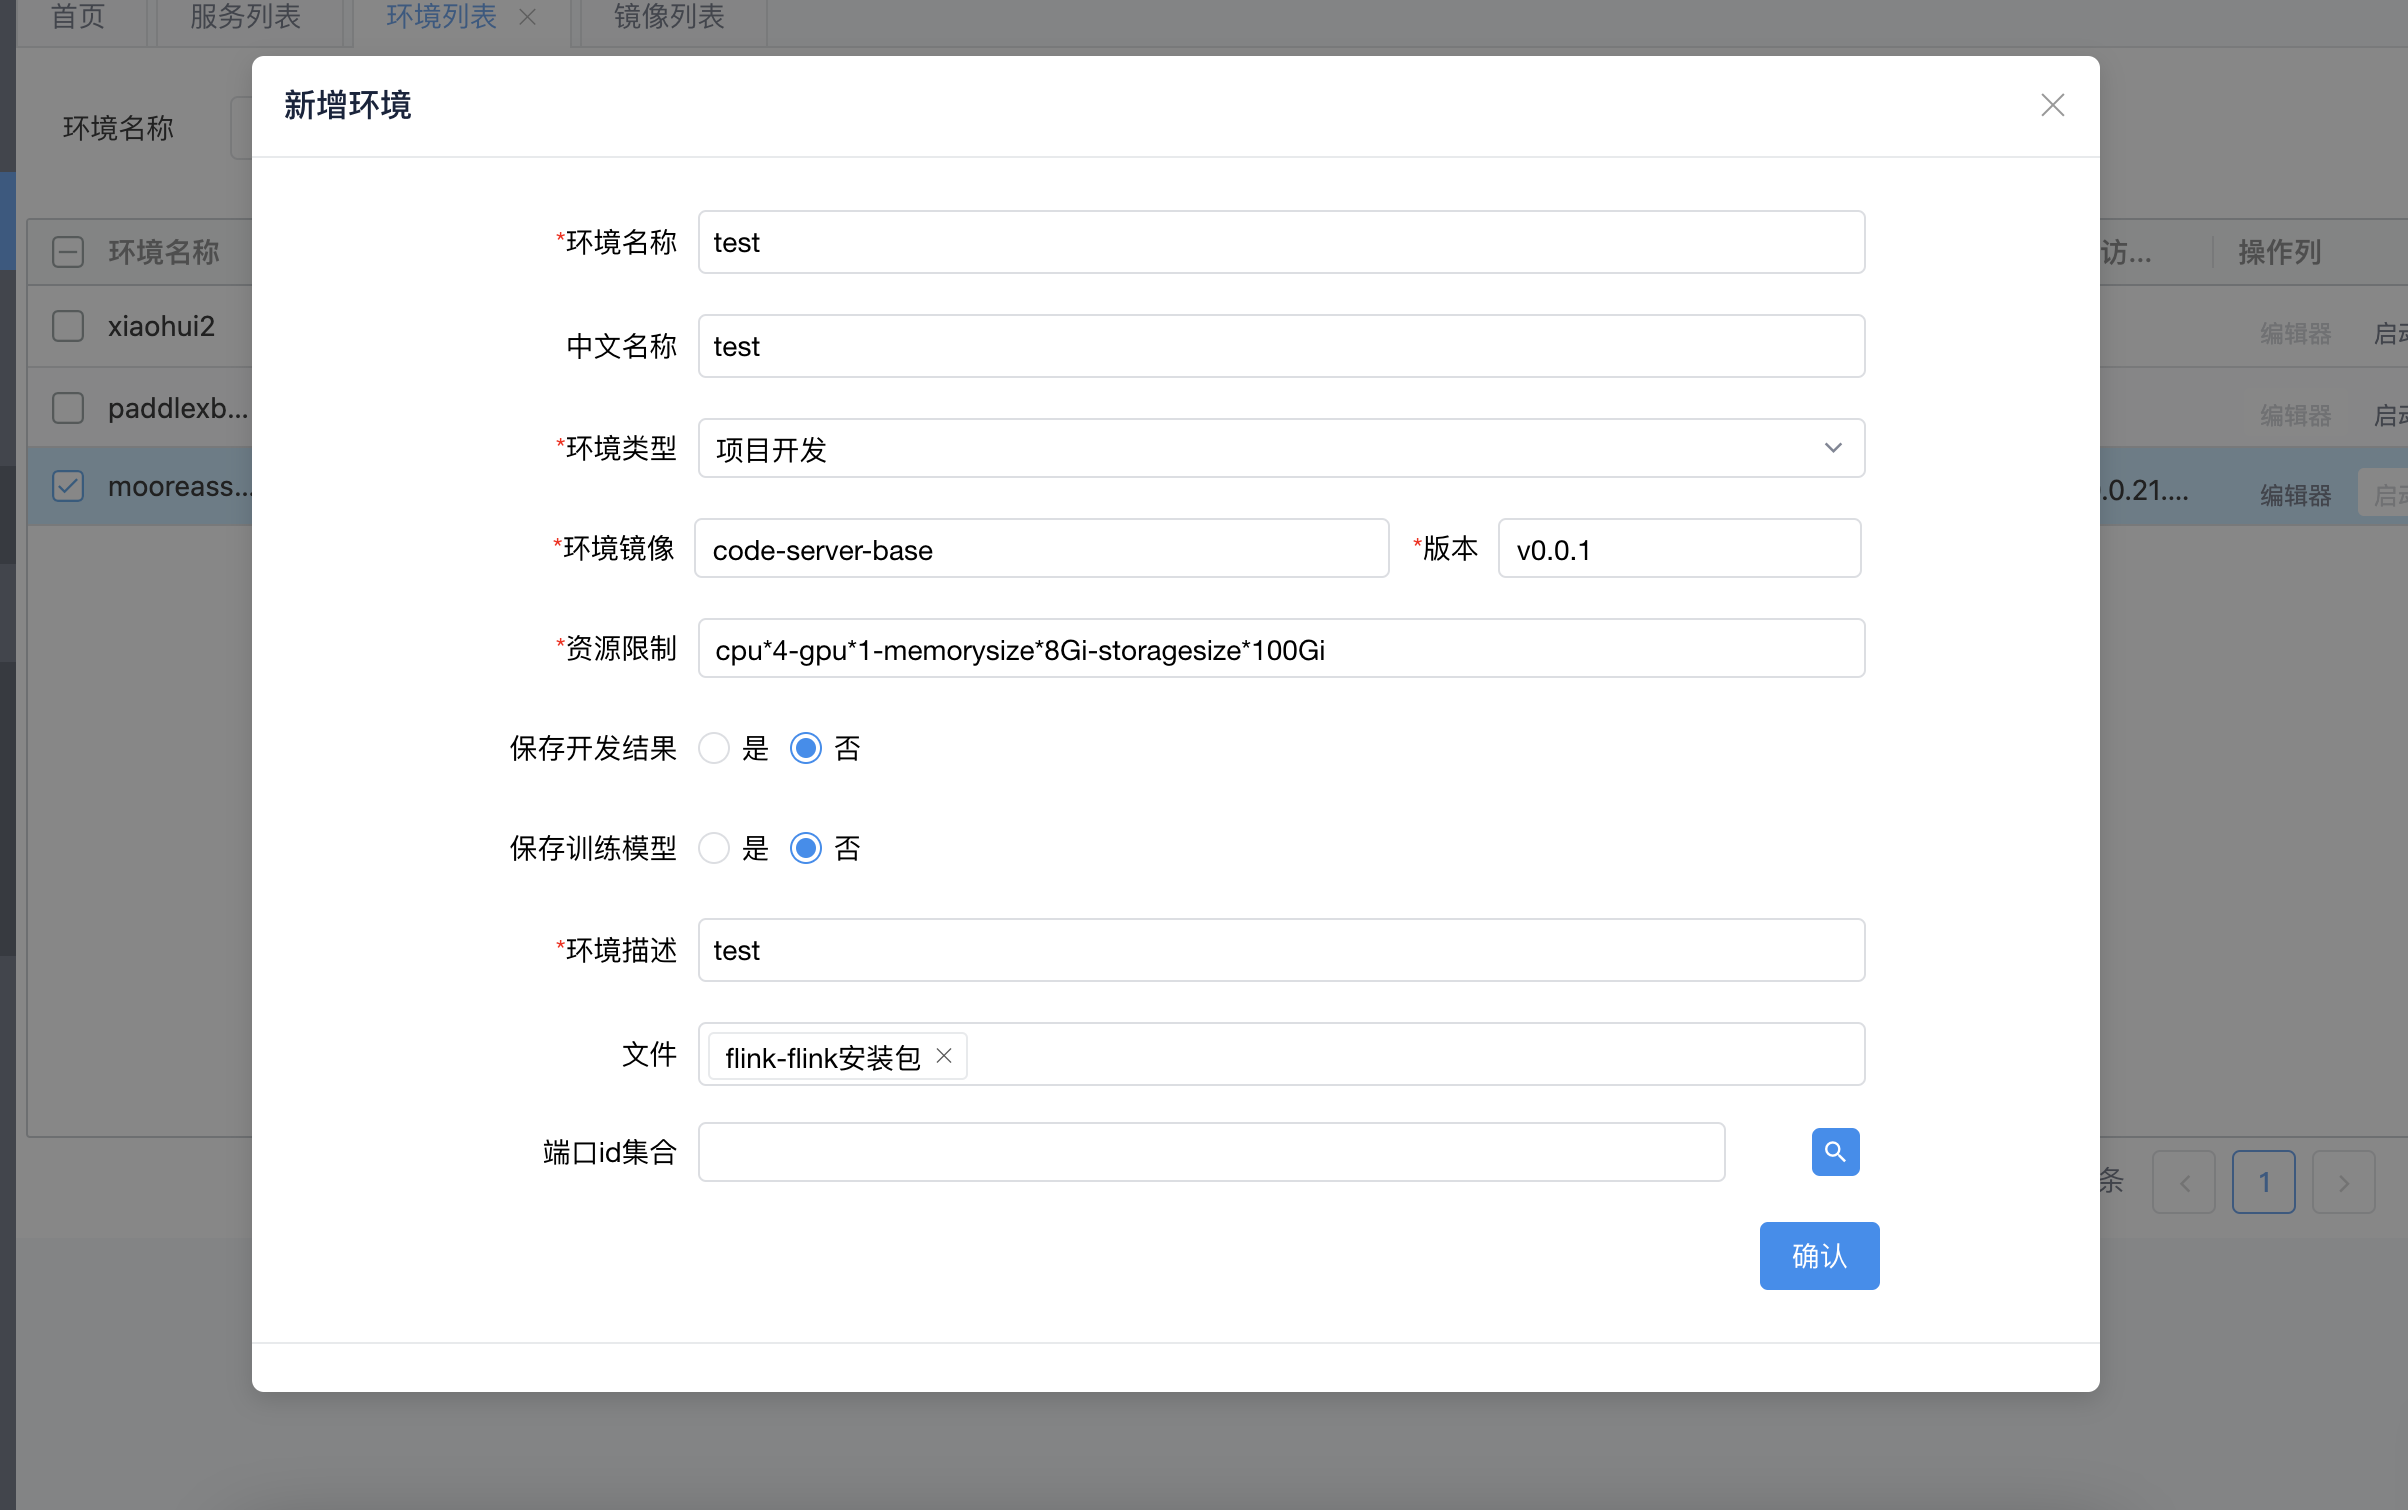 首页 服务列表 环境列表 镜像列表
新增环境
环境名称
*环境名称 test
中文名称 test
*环境类型 项目开发
*环境镜像 code-server-base *版本 v0.0.1
*资源限制 cpu*4-gpu*1-memorysize*8Gi-storagesize*100Gi
保存开发结果 是 否
保存训练模型 是 否
*环境描述 test
文件 flink-flink安装包
端口id集合
确认
环境名称 访... 操作列
xiaohui2 编辑器 启动
paddlexb... 编辑器 启动
mooreass... .0.21.... 编辑器 启动
条 1